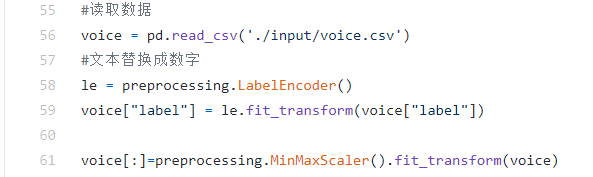 55 #读取数据
56 voice = pd.read_csv('./input/voice.csv')
57 #文本替换成数字
58 le = preprocessing.LabelEncoder()
59 voice["label"] = le.fit_transform(voice["label"])
60
61 voice[:]=preprocessing.MinMaxScaler().fit_transform(voice)